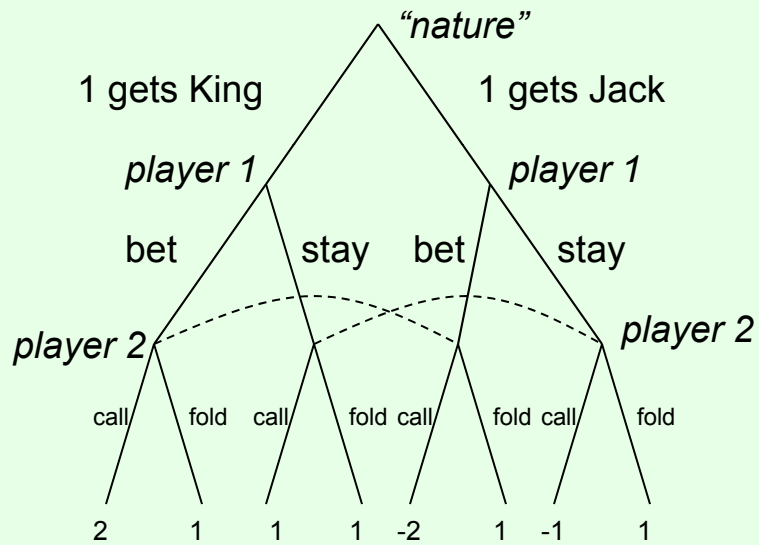 “nature”
1 gets King 1 gets Jack
player 1 player 1
bet stay bet stay
player 2 player 2
call fold call fold call fold call fold
2 1 1 1 -2 1 -1 1